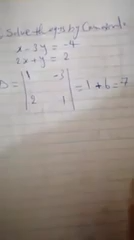 Solve the eqns by Cramer's
x - 3y = -4
2x + y = 2
D = | 1 -3 |
| 2 1 | = 1 + 6 = 7